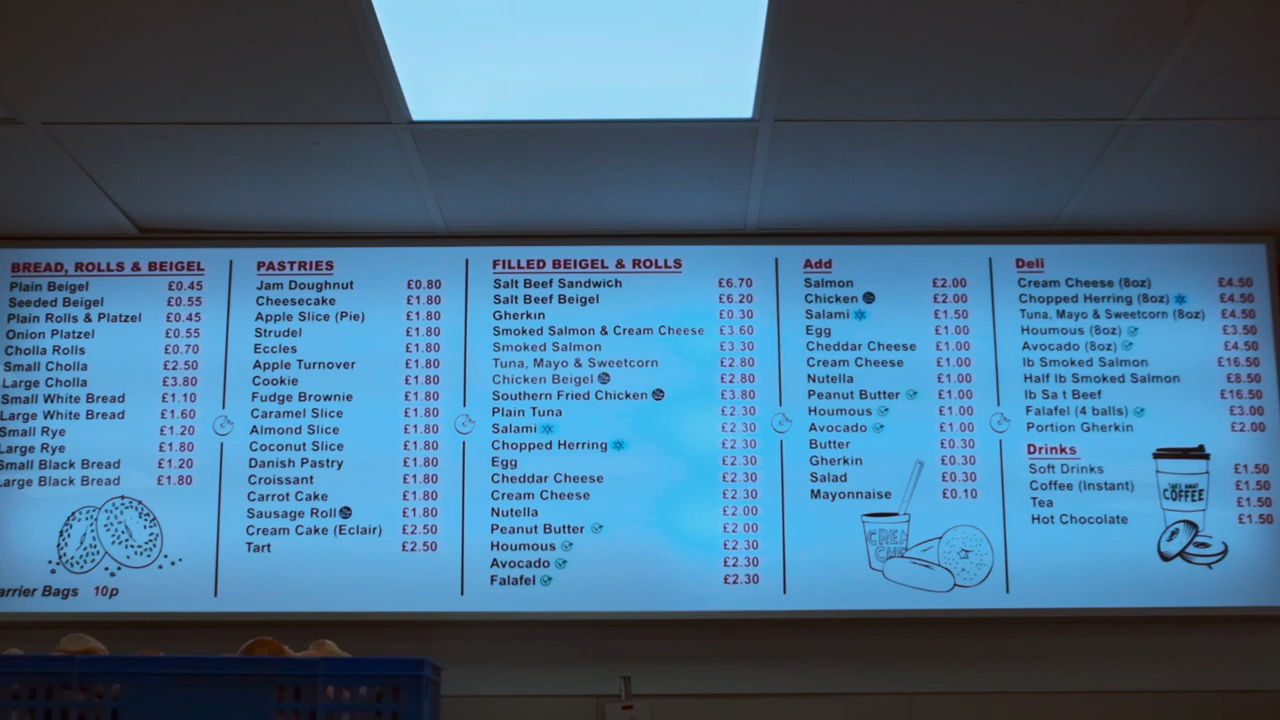 BREAD, ROLLS & BEIGEL
Plain Beigel £0.45
Seeded Beigel £0.55
Plain Rolls & Platzel £0.45
Onion Platzel £0.55
Cholla Rolls £0.70
Small Cholla £2.50
Large Cholla £3.80
Small White Bread £1.10
Large White Bread £1.60
Small Rye £1.20
Large Rye £1.80
Small Black Bread £1.20
Large Black Bread £1.80
arrier Bags 10p
PASTRIES
Jam Doughnut £0.80
Cheesecake £1.80
Apple Slice (Pie) £1.80
Strudel £1.80
Eccles £1.80
Apple Turnover £1.80
Cookie £1.80
Fudge Brownie £1.80
Caramel Slice £1.80
Almond Slice £1.80
Coconut Slice £1.80
Danish Pastry £1.80
Croissant £1.80
Carrot Cake £1.80
Sausage Roll £1.80
Cream Cake (Eclair) £2.50
Tart £2.50
FILLED BEIGEL & ROLLS
Salt Beef Sandwich £6.70
Salt Beef Beigel £6.20
Gherkin £0.30
Smoked Salmon & Cream Cheese £3.60
Smoked Salmon £3.30
Tuna, Mayo & Sweetcorn £2.80
Chicken Beigel £2.80
Southern Fried Chicken £3.80
Plain Tuna £2.30
Salami £2.30
Chopped Herring £2.30
Egg £2.30
Cheddar Cheese £2.30
Cream Cheese £2.30
Nutella £2.00
Peanut Butter £2.00
Houmous £2.30
Avocado £2.30
Falafel £2.30
Add
Salmon £2.00
Chicken £2.00
Salami £1.50
Egg £1.00
Cheddar Cheese £1.00
Cream Cheese £1.00
Nutella £1.00
Peanut Butter £1.00
Houmous £1.00
Avocado £1.00
Butter £0.30
Gherkin £0.30
Salad £0.30
Mayonnaise £0.10
CREA
CHE
Deli
Cream Cheese (8oz) £4.50
Chopped Herring (8oz) £4.50
Tuna, Mayo & Sweetcorn (8oz) £4.50
Houmous (8oz) £3.50
Avocado (8oz) £4.50
lb Smoked Salmon £16.50
Half lb Smoked Salmon £8.50
lb Sa t Beef £16.50
Falafel (4 balls) £3.00
Portion Gherkin £2.00
Drinks
Soft Drinks £1.50
Coffee (Instant) £1.50
Tea £1.50
Hot Chocolate £1.50
TAKE AWAY
COFFEE